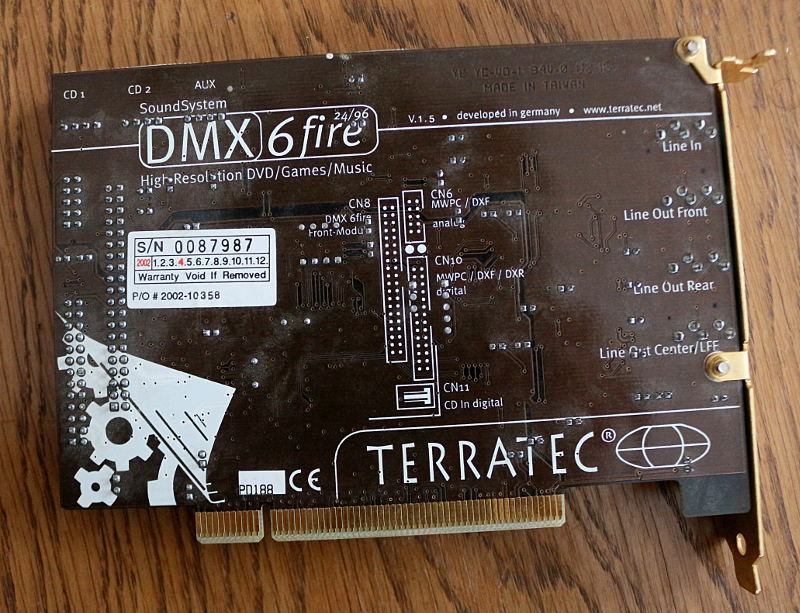 CD 1
CD 2
AUX
MADE IN TAIWAN
SoundSystem
DMX 6fire 24/96
V.1.5 • developed in germany • www.terratec.net
High-Resolution DVD/Games/Music
Line In
Line Out Front
Line Out Rear
Line Out Center/LFE
CN8
DMX 6fire
Front-Modul
CN6
MWPC / DXF
analog
CN10
MWPC / DXF / DXR
digital
CN11
CD In digital
S/N 0087987
2002 1.2.3.4.5.6.7.8.9.10.11.12.
Warranty Void If Removed
P/O # 2002-10358
TERRATEC®
PD188
CE